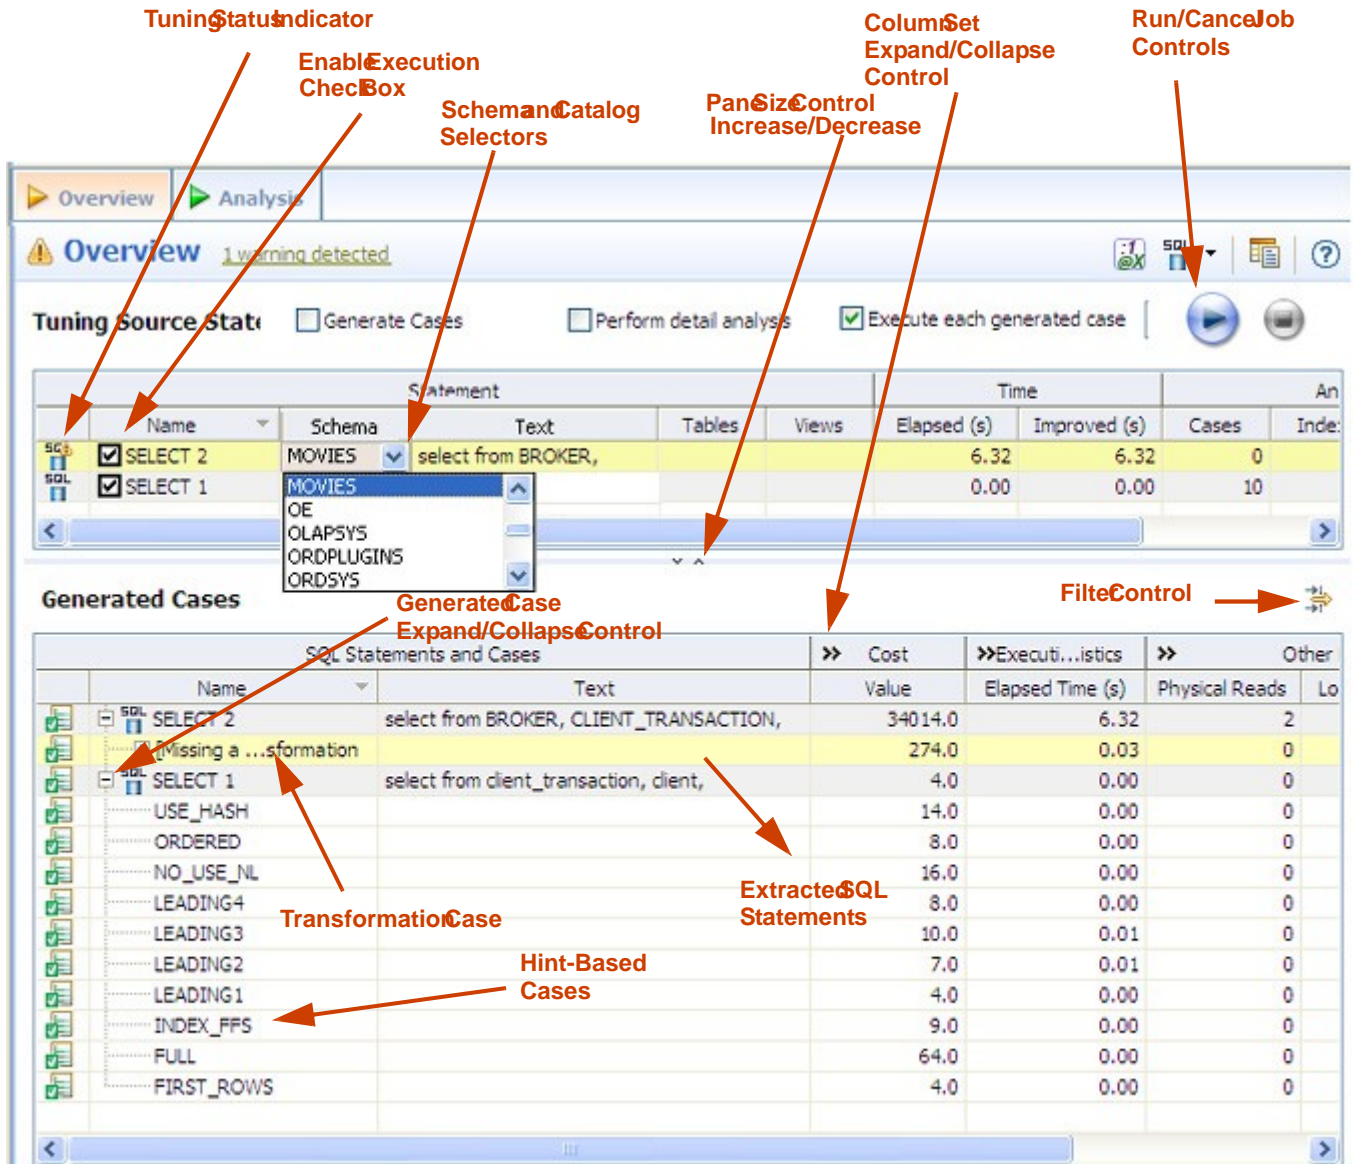 Tuning Status Indicator
Enable Execution
Check Box
Schema and Catalog
Selectors
Pane Size Control
Increase/Decrease
Column Set
Expand/Collapse
Control
Run/Cancel Job
Controls
Overview
Analysis
Overview 1 warning detected
SQL
Tuning Source State
Generate Cases
Perform detail analysis
Execute each generated case
Statement Time An
Name Schema Text Tables Views Elapsed (s) Improved (s) Cases Inde
SELECT 2 MOVIES select from BROKER, 6.32 6.32 0
SQL SELECT 1 0.00 0.00 10
MOVIES
OE
OLAPSYS
ORDPLUGINS
ORDSYS
Generated Cases
Generated Case
Expand/Collapse Control
Filter Control
SQL Statements and Cases Cost Executi...istics Other
Name Text Value Elapsed Time (s) Physical Reads Lo
SQL SELECT 2 select from BROKER, CLIENT_TRANSACTION, 34014.0 6.32 2
[Missing a ...sformation 274.0 0.03 0
SQL SELECT 1 select from client_transaction, client, 4.0 0.00 0
USE_HASH 14.0 0.00 0
ORDERED 8.0 0.00 0
NO_USE_NL 16.0 0.00 0
LEADING4 8.0 0.00 0
LEADING3 10.0 0.01 0
LEADING2 7.0 0.01 0
LEADING1 4.0 0.00 0
INDEX_FFS 9.0 0.00 0
FULL 64.0 0.00 0
FIRST_ROWS 4.0 0.00 0
Transformation Case
Extracted SQL
Statements
Hint-Based
Cases